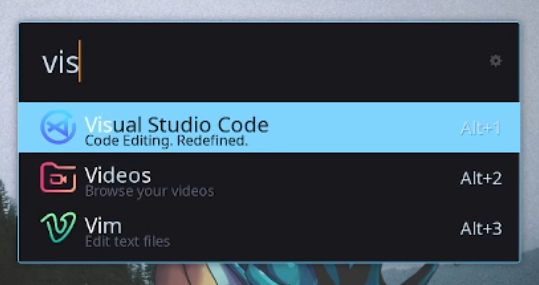 vis
Visual Studio Code Alt+1
Code Editing. Redefined.
Videos Alt+2
Browse your videos
Vim Alt+3
Edit text files